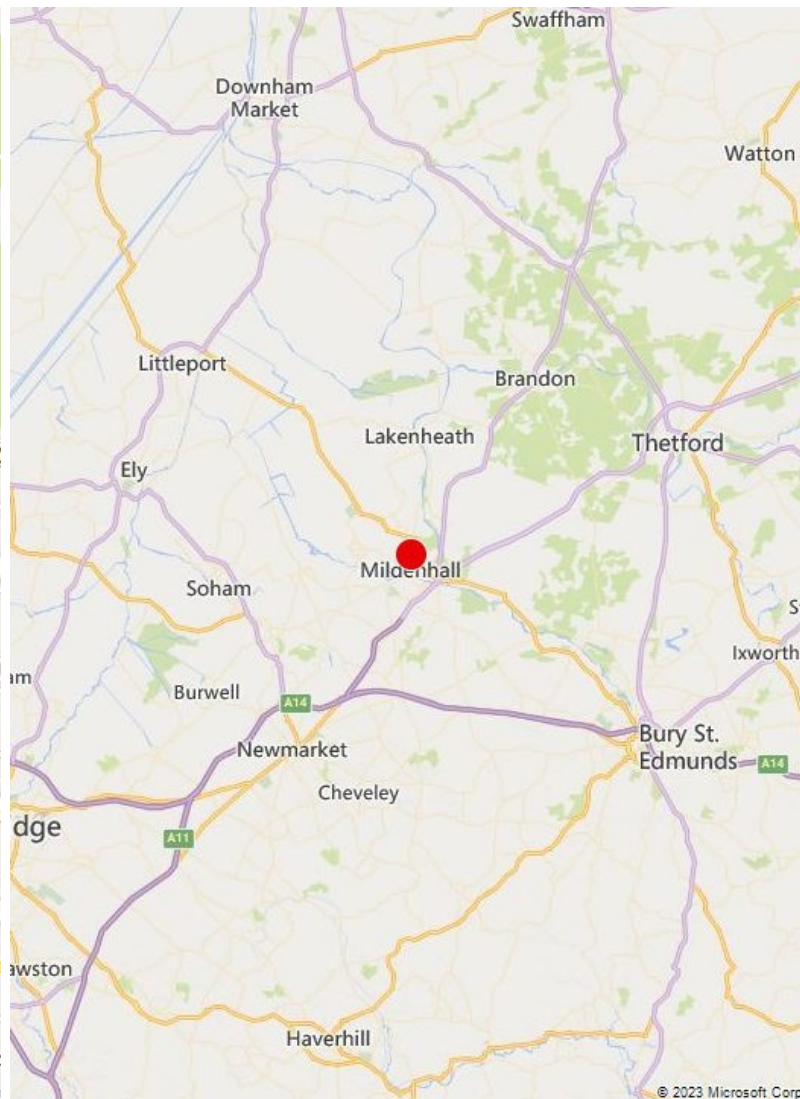 Swaffham
Downham
Market
Watton
Littleport
Brandon
Lakenheath
Thetford
Ely
Mildenhall
Soham
S
Ixworth
am
Burwell
A14
Newmarket
Bury St.
Edmunds
A14
Cheveley
dge
A11
awston
Haverhill
© 2023 Microsoft Corp